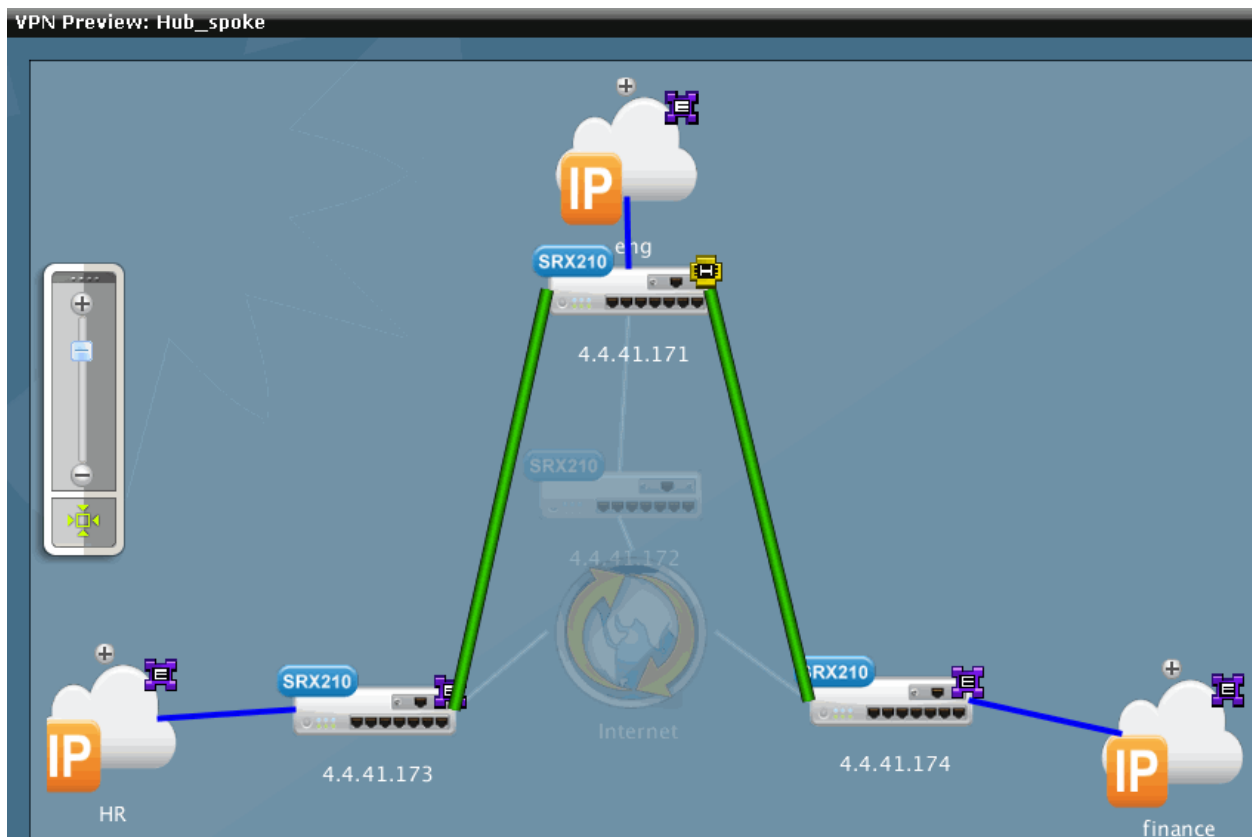 VPN Preview: Hub_spoke
E
IP
eng
SRX210
H
4.4.41.171
SRX210
4.4.41.172
Internet
E
IP
HR
SRX210
E
4.4.41.173
SRX210
E
4.4.41.174
E
IP
finance